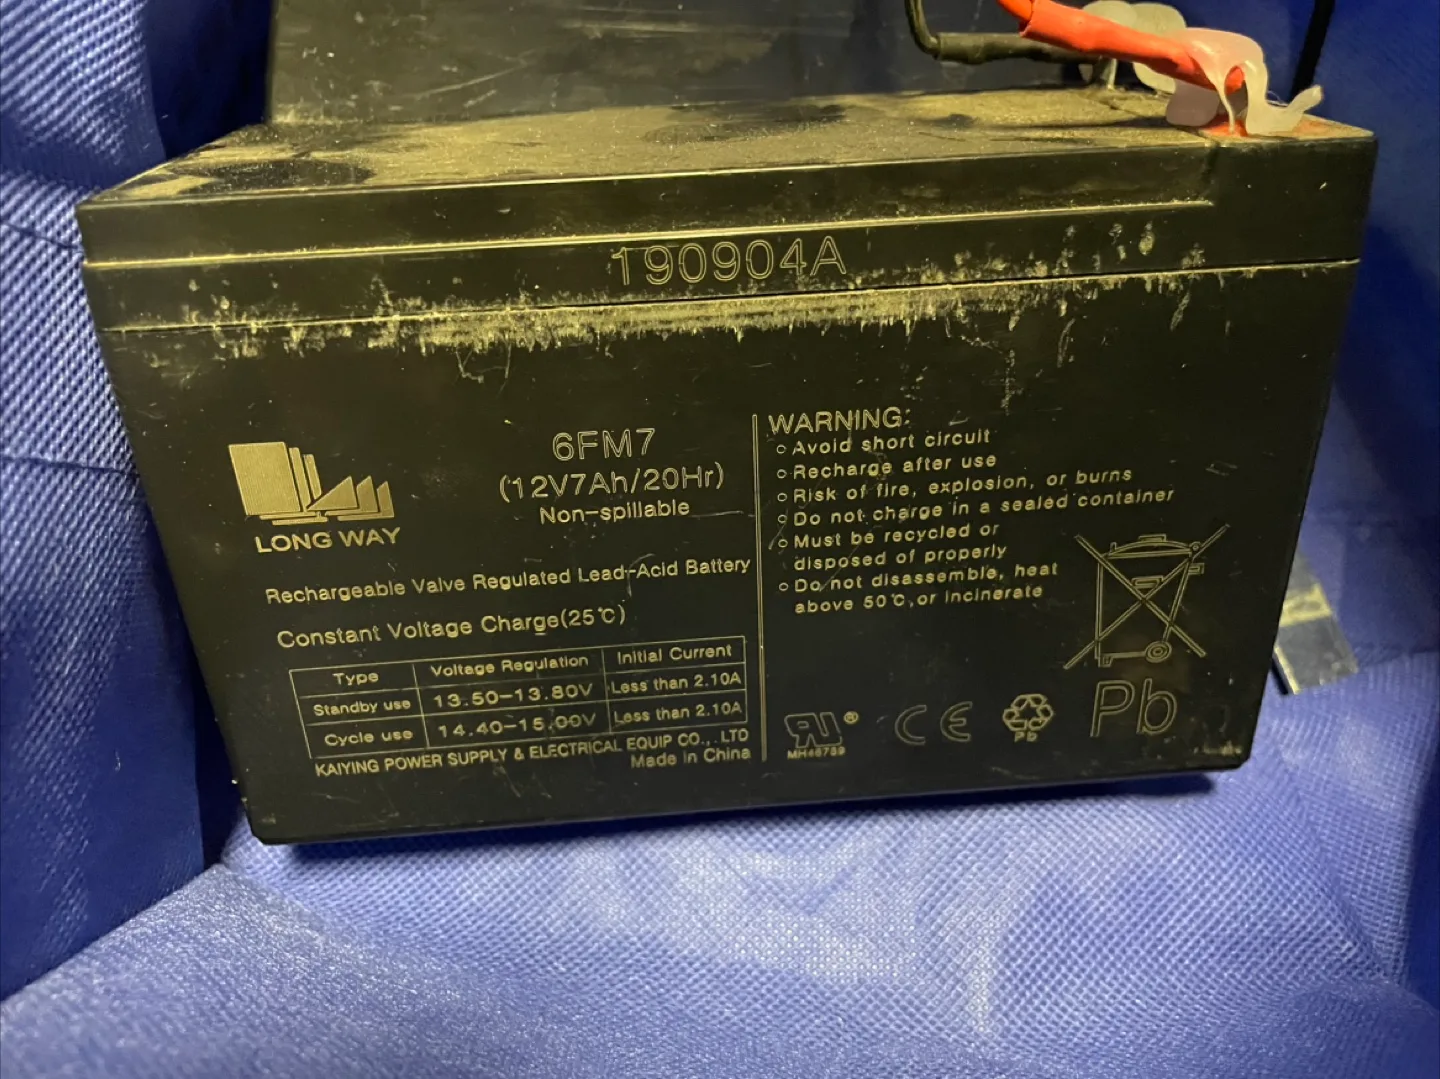 190904A
LONG WAY
6FM7
(12V7Ah/20Hr)
Non-spillable
Rechargeable Valve Regulated Lead-Acid Battery
Constant Voltage Charge(25℃)
Type Voltage Regulation Initial Current
Standby use 13.50-13.80V Less than 2.10A
Cycle use 14.40-15.00V Less than 2.10A
KAIYING POWER SUPPLY & ELECTRICAL EQUIP CO., .LTD
Made in China
WARNING:
○ Avoid short circuit
○ Recharge after use
○ Risk of fire, explosion, or burns
○ Do not charge in a sealed container
○ Must be recycled or
disposed of properly
○ Do not disassemble, heat
above 50℃, or incinerate
RU®
MH46789
CE
Pb
Pb